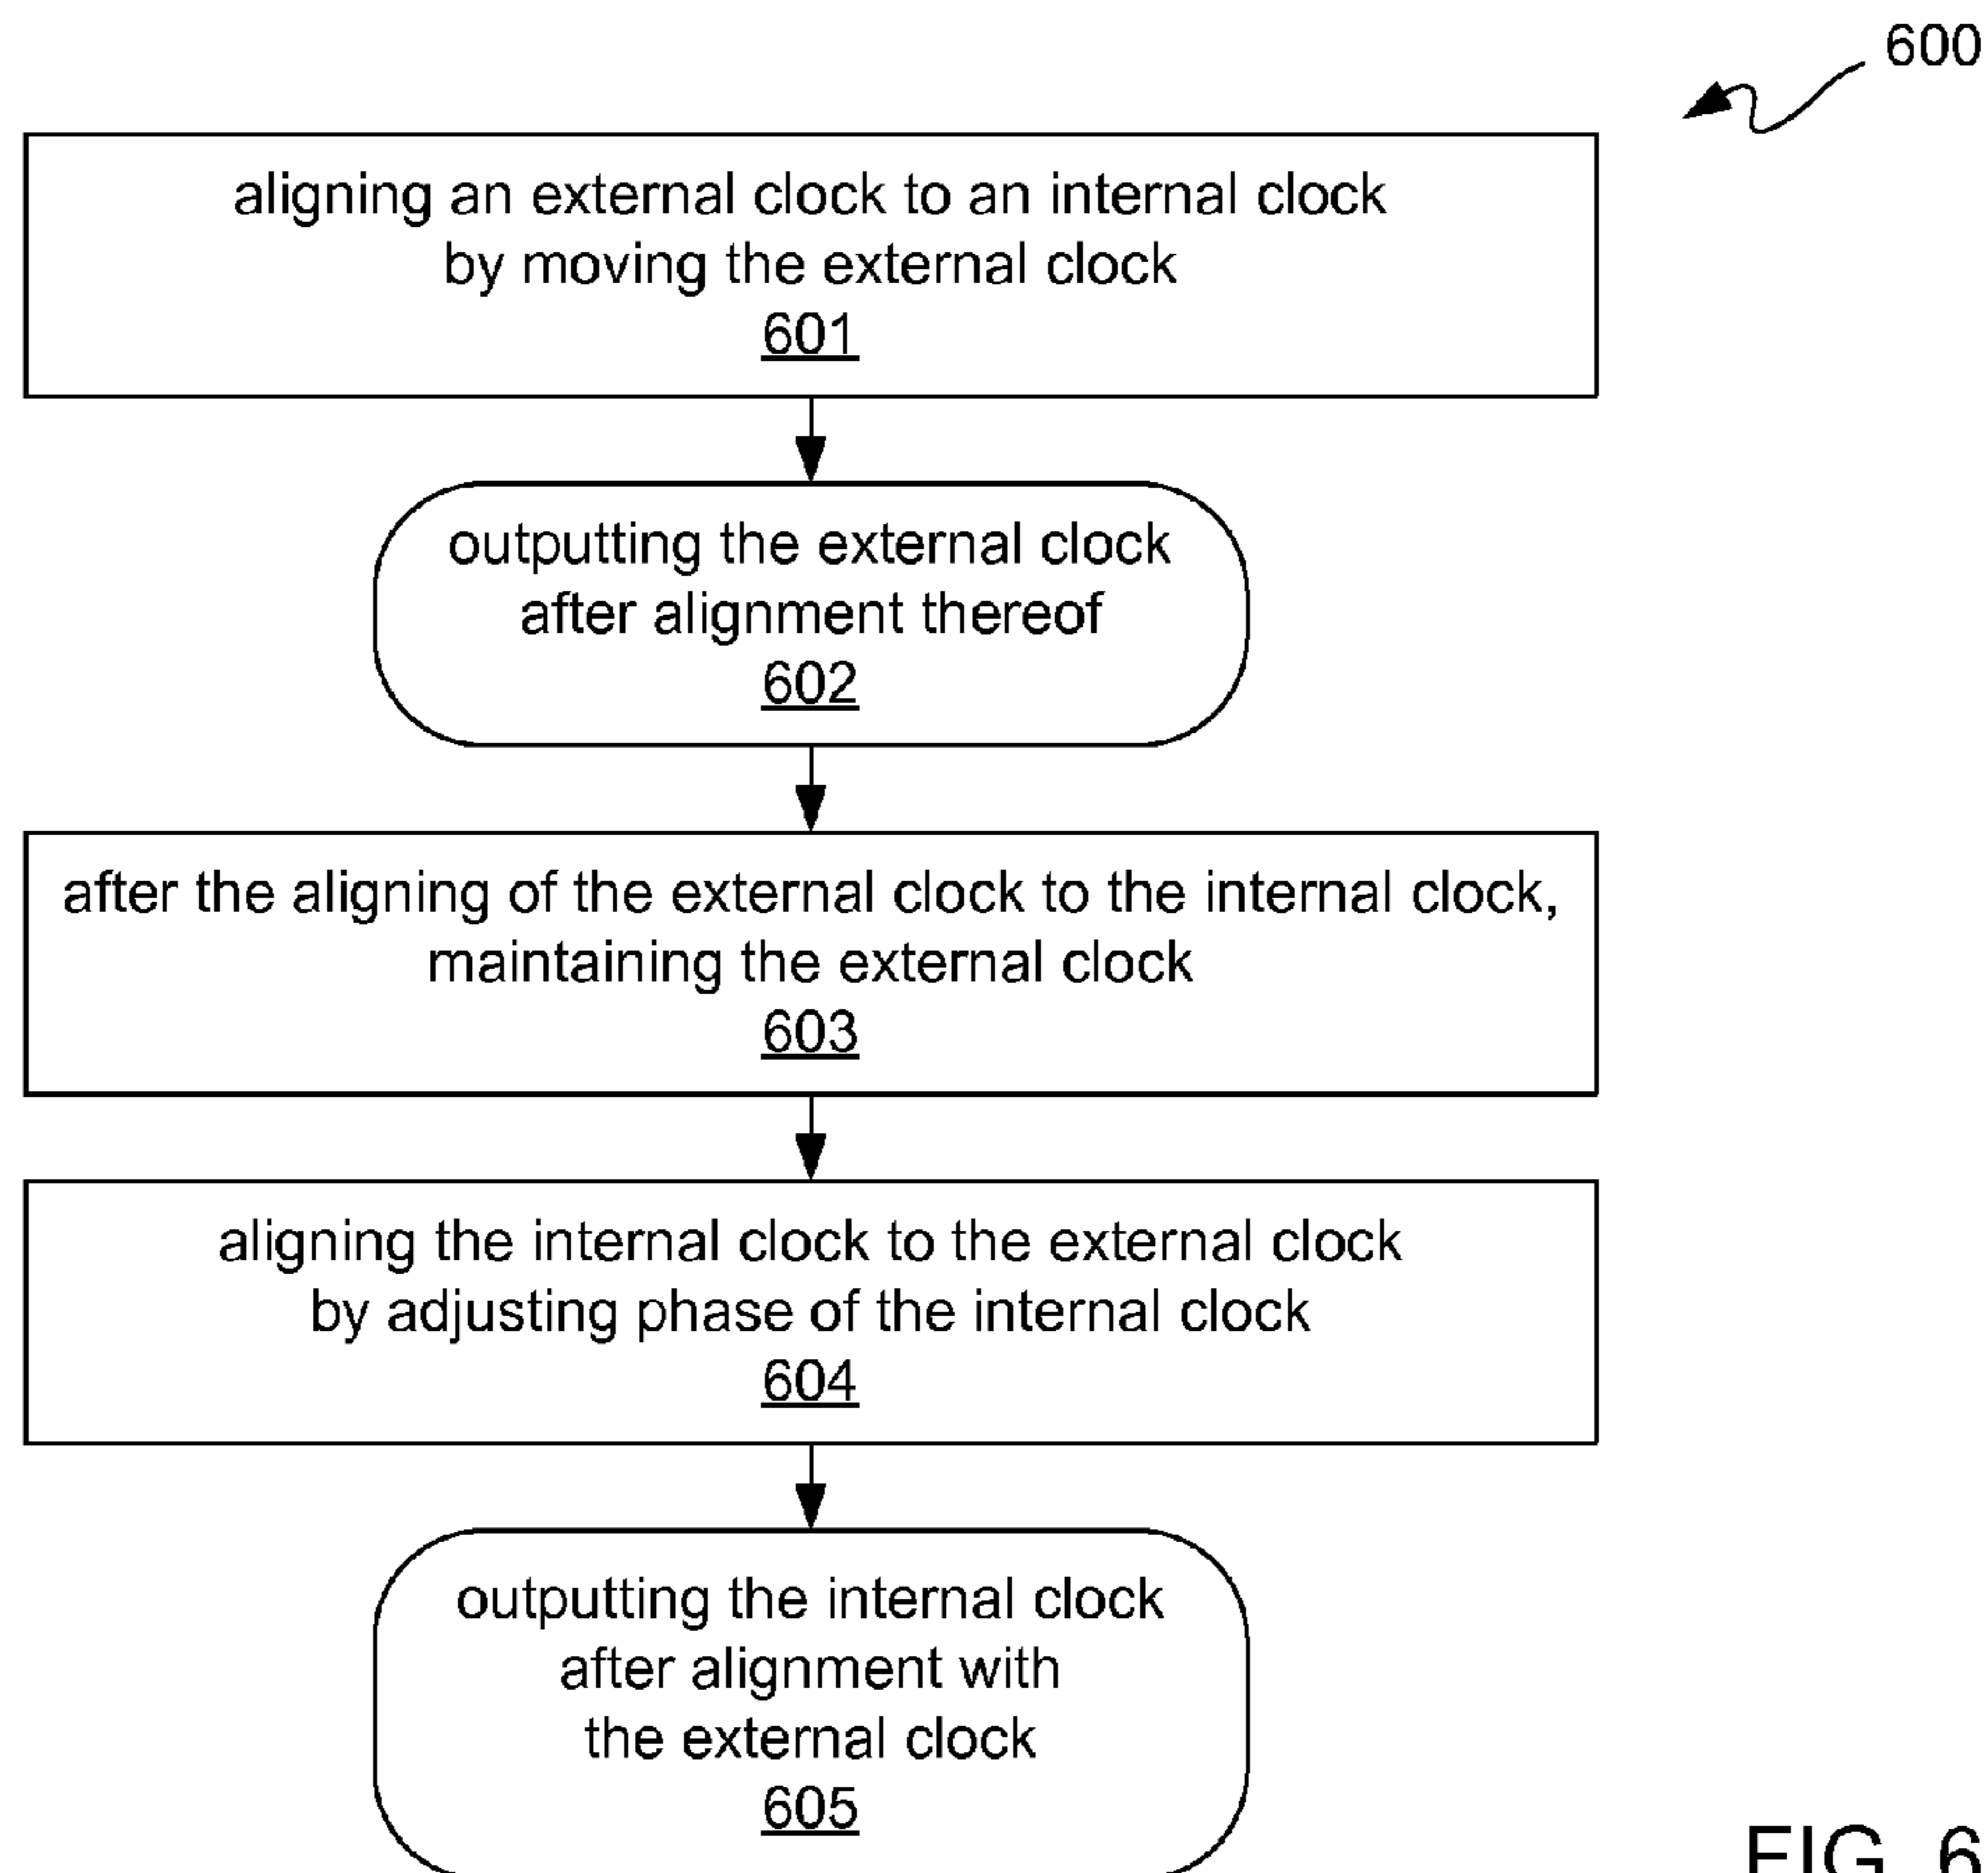 600
aligning an external clock to an internal clock
by moving the external clock
601
outputting the external clock
after alignment thereof
602
after the aligning of the external clock to the internal clock,
maintaining the external clock
603
aligning the internal clock to the external clock
by adjusting phase of the internal clock
604
outputting the internal clock
after alignment with
the external clock
605
FIG. 6